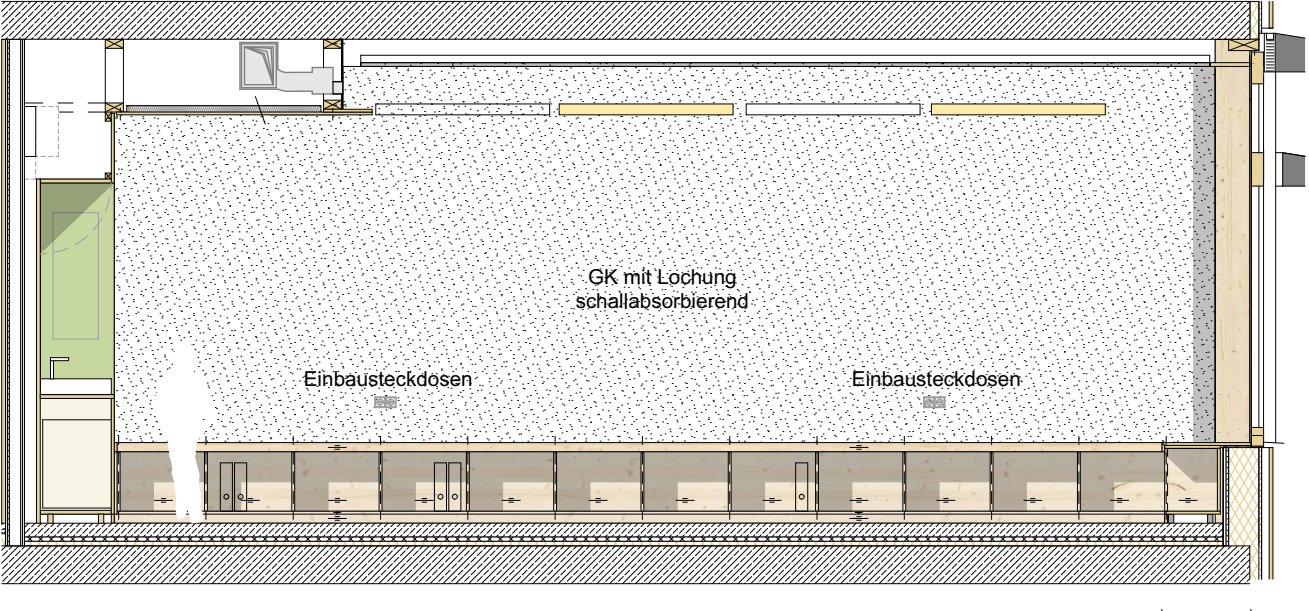 GK mit Lochung
schallabsorbierend
Einbausteckdosen
Einbausteckdosen